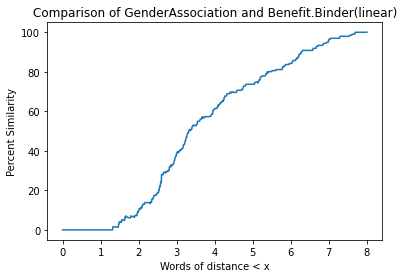 Comparison of GenderAssociation and Benefit.Binder(linear)
Percent Similarity
100
80
60
40
20
0
0 1 2 3 4 5 6 7 8
Words of distance < x